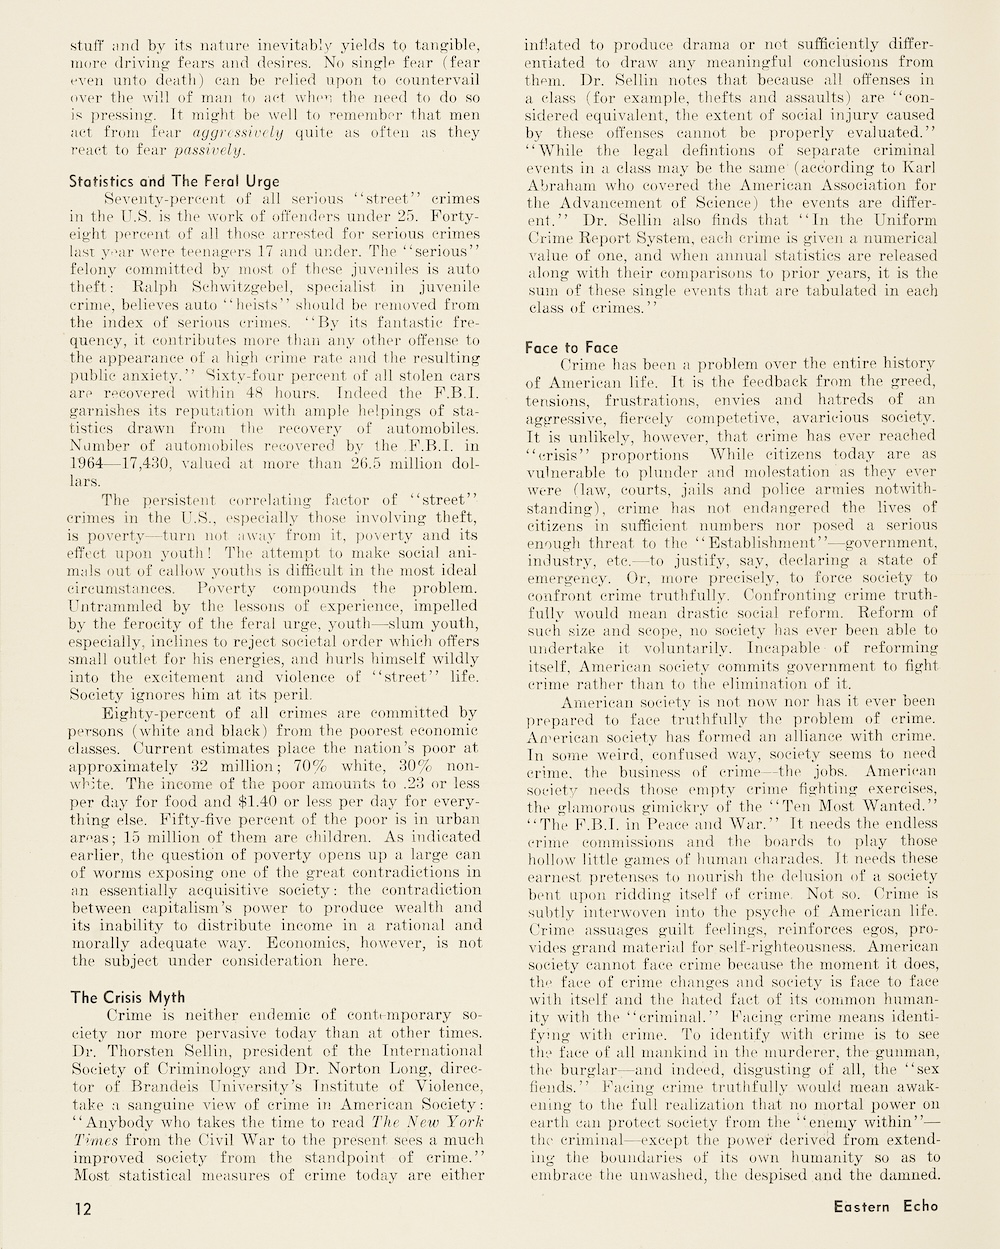 stuff and by its nature inevitably yields to tangible,
more driving fears and desires. No single fear (fear
even unto death) can be relied upon to countervail
over the will of man to act when the need to do so
is pressing. It might be well to remember that men
act from fear aggressively quite as often as they
react to fear passively.
Statistics and The Feral Urge
Seventy-percent of all serious "street" crimes
in the U.S. is the work of offenders under 25. Forty-
eight percent of all those arrested for serious crimes
last year were teenagers 17 and under. The "serious"
felony committed by most of these juveniles is auto
theft: Ralph Schwitzgebel, specialist in juvenile
crime, believes auto "heists" should be removed from
the index of serious crimes. "By its fantastic fre-
quency, it contributes more than any other offense to
the appearance of a high crime rate and the resulting
public anxiety." Sixty-four percent of all stolen cars
are recovered within 48 hours. Indeed the F.B.I.
garnishes its reputation with ample helpings of sta-
tistics drawn from the recovery of automobiles.
Number of automobiles recovered by the F.B.I. in
1964—17,430, valued at more than 26.5 million dol-
lars.
The persistent correlating factor of "street"
crimes in the U.S., especially those involving theft,
is poverty—turn not away from it, poverty and its
effect upon youth! The attempt to make social ani-
mals out of callow youths is difficult in the most ideal
circumstances. Poverty compounds the problem.
Untrammled by the lessons of experience, impelled
by the ferocity of the feral urge, youth—slum youth,
especially, inclines to reject societal order which offers
small outlet for his energies, and hurls himself wildly
into the excitement and violence of "street" life.
Society ignores him at its peril.
Eighty-percent of all crimes are committed by
persons (white and black) from the poorest economic
classes. Current estimates place the nation's poor at
approximately 32 million; 70% white, 30% non-
white. The income of the poor amounts to .23 or less
per day for food and $1.40 or less per day for every-
thing else. Fifty-five percent of the poor is in urban
areas; 15 million of them are children. As indicated
earlier, the question of poverty opens up a large can
of worms exposing one of the great contradictions in
an essentially acquisitive society: the contradiction
between capitalism's power to produce wealth and
its inability to distribute income in a rational and
morally adequate way. Economics, however, is not
the subject under consideration here.
The Crisis Myth
Crime is neither endemic of contemporary so-
ciety nor more pervasive today than at other times.
Dr. Thorsten Sellin, president of the International
Society of Criminology and Dr. Norton Long, direc-
tor of Brandeis University's Institute of Violence,
take a sanguine view of crime in American Society:
"Anybody who takes the time to read The New York
Times from the Civil War to the present sees a much
improved society from the standpoint of crime."
Most statistical measures of crime today are either
inflated to produce drama or not sufficiently differ-
entiated to draw any meaningful conclusions from
them. Dr. Sellin notes that because all offenses in
a class (for example, thefts and assaults) are "con-
sidered equivalent, the extent of social injury caused
by these offenses cannot be properly evaluated."
"While the legal defintions of separate criminal
events in a class may be the same (according to Karl
Abraham who covered the American Association for
the Advancement of Science) the events are differ-
ent." Dr. Sellin also finds that "In the Uniform
Crime Report System, each crime is given a numerical
value of one, and when annual statistics are released
along with their comparisons to prior years, it is the
sum of these single events that are tabulated in each
class of crimes."
Face to Face
Crime has been a problem over the entire history
of American life. It is the feedback from the greed,
tensions, frustrations, envies and hatreds of an
aggressive, fiercely competetive, avaricious society.
It is unlikely, however, that crime has ever reached
"crisis" proportions While citizens today are as
vulnerable to plunder and molestation as they ever
were (law, courts, jails and police armies notwith-
standing), crime has not endangered the lives of
citizens in sufficient numbers nor posed a serious
enough threat to the "Establishment"—government,
industry, etc.—to justify, say, declaring a state of
emergency. Or, more precisely, to force society to
confront crime truthfully. Confronting crime truth-
fully would mean drastic social reform. Reform of
such size and scope, no society has ever been able to
undertake it voluntarily. Incapable of reforming
itself, American society commits government to fight
crime rather than to the elimination of it.
American society is not now nor has it ever been
prepared to face truthfully the problem of crime.
American society has formed an alliance with crime.
In some weird, confused way, society seems to need
crime, the business of crime—the jobs. American
society needs those empty crime fighting exercises,
the glamorous gimickry of the "Ten Most Wanted."
"The F.B.I. in Peace and War." It needs the endless
crime commissions and the boards to play those
hollow little games of human charades. It needs these
earnest pretenses to nourish the delusion of a society
bent upon ridding itself of crime. Not so. Crime is
subtly interwoven into the psyche of American life.
Crime assuages guilt feelings, reinforces egos, pro-
vides grand material for self-righteousness. American
society cannot face crime because the moment it does,
the face of crime changes and society is face to face
with itself and the hated fact of its common human-
ity with the "criminal." Facing crime means identi-
fying with crime. To identify with crime is to see
the face of all mankind in the murderer, the gunman,
the burglar—and indeed, disgusting of all, the "sex
fiends." Facing crime truthfully would mean awak-
ening to the full realization that no mortal power on
earth can protect society from the "enemy within"—
the criminal—except the power derived from extend-
ing the boundaries of its own humanity so as to
embrace the unwashed, the despised and the damned.
12
Eastern Echo